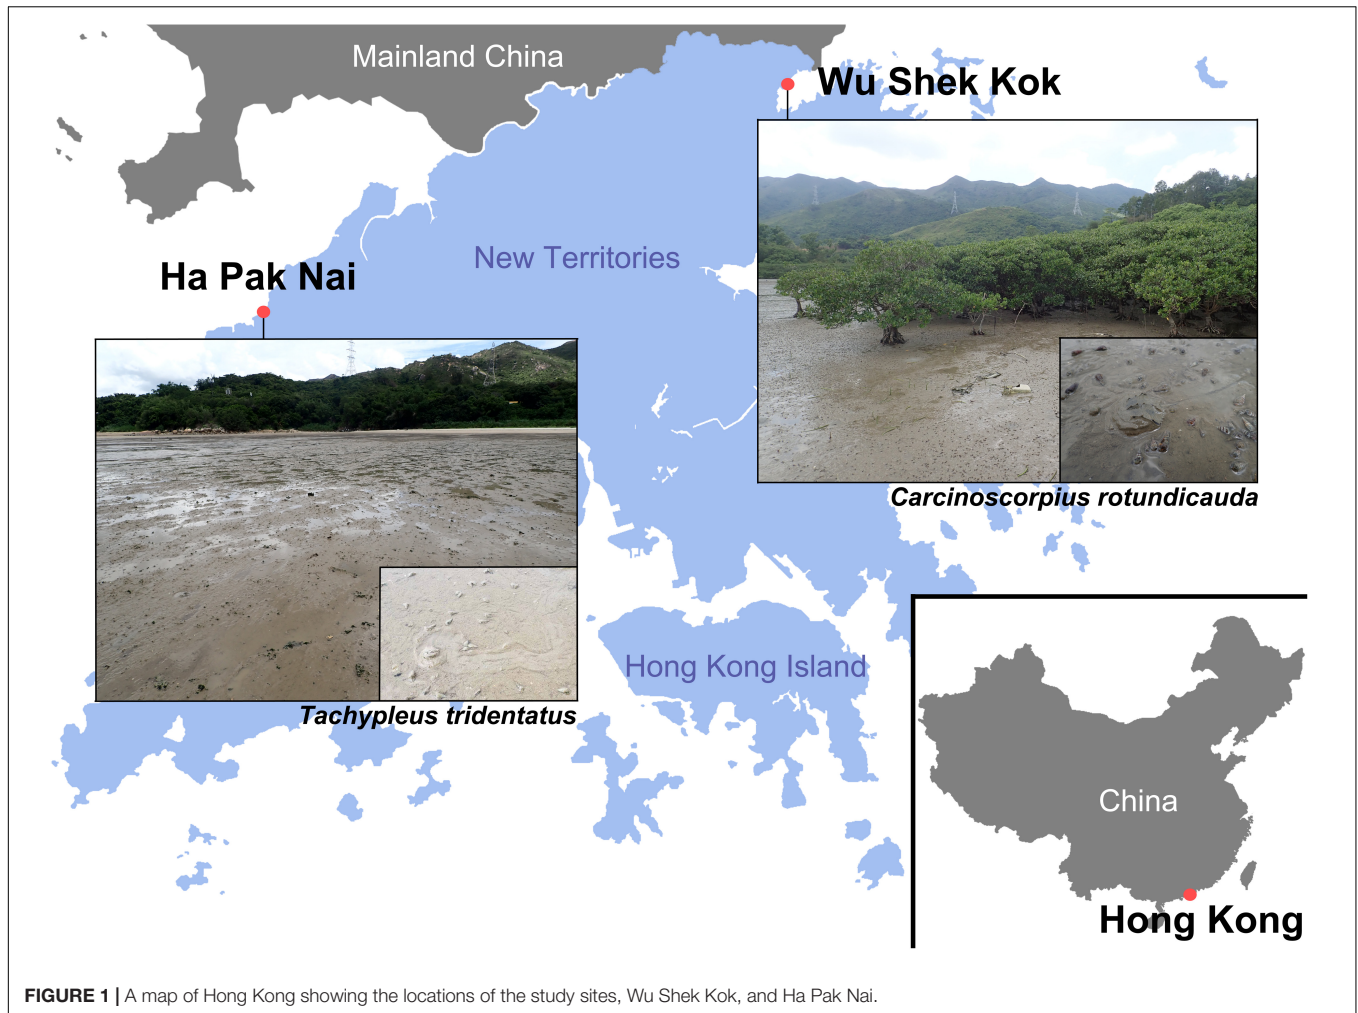 Mainland China
Wu Shek Kok
New Territories
Ha Pak Nai
Carcinoscorpius rotundicauda
Hong Kong Island
Tachypleus tridentatus
China
Hong Kong
FIGURE 1 | A map of Hong Kong showing the locations of the study sites, Wu Shek Kok, and Ha Pak Nai.